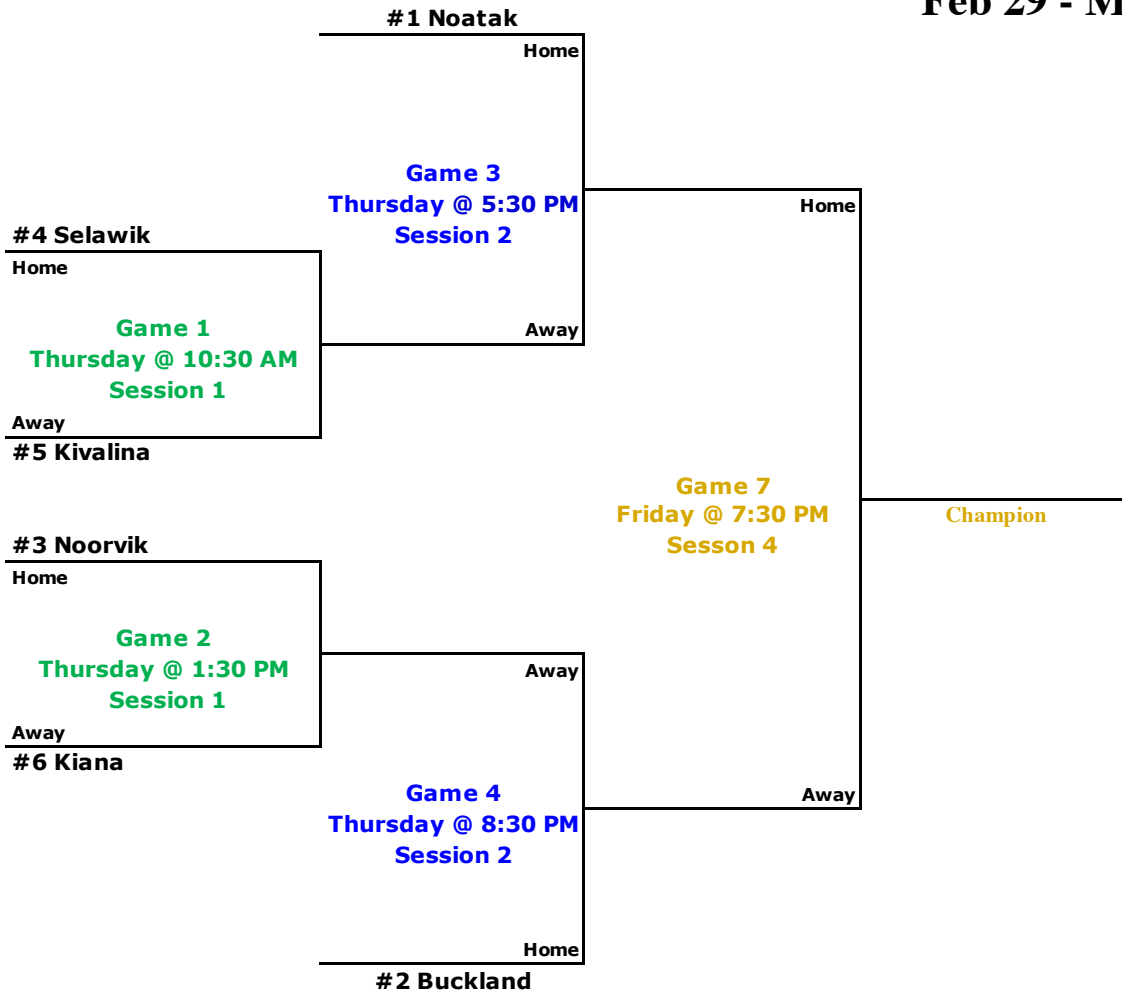 Feb 29 - M
#1 Noatak
Home
Game 3
Thursday @ 5:30 PM
Session 2
Home
#4 Selawik
Home
Game 1
Thursday @ 10:30 AM
Session 1
Away
Away
#5 Kivalina
Game 7
Friday @ 7:30 PM
Sesson 4
Champion
#3 Noorvik
Home
Game 2
Thursday @ 1:30 PM
Session 1
Away
Away
#6 Kiana
Game 4
Thursday @ 8:30 PM
Session 2
Away
Home
#2 Buckland